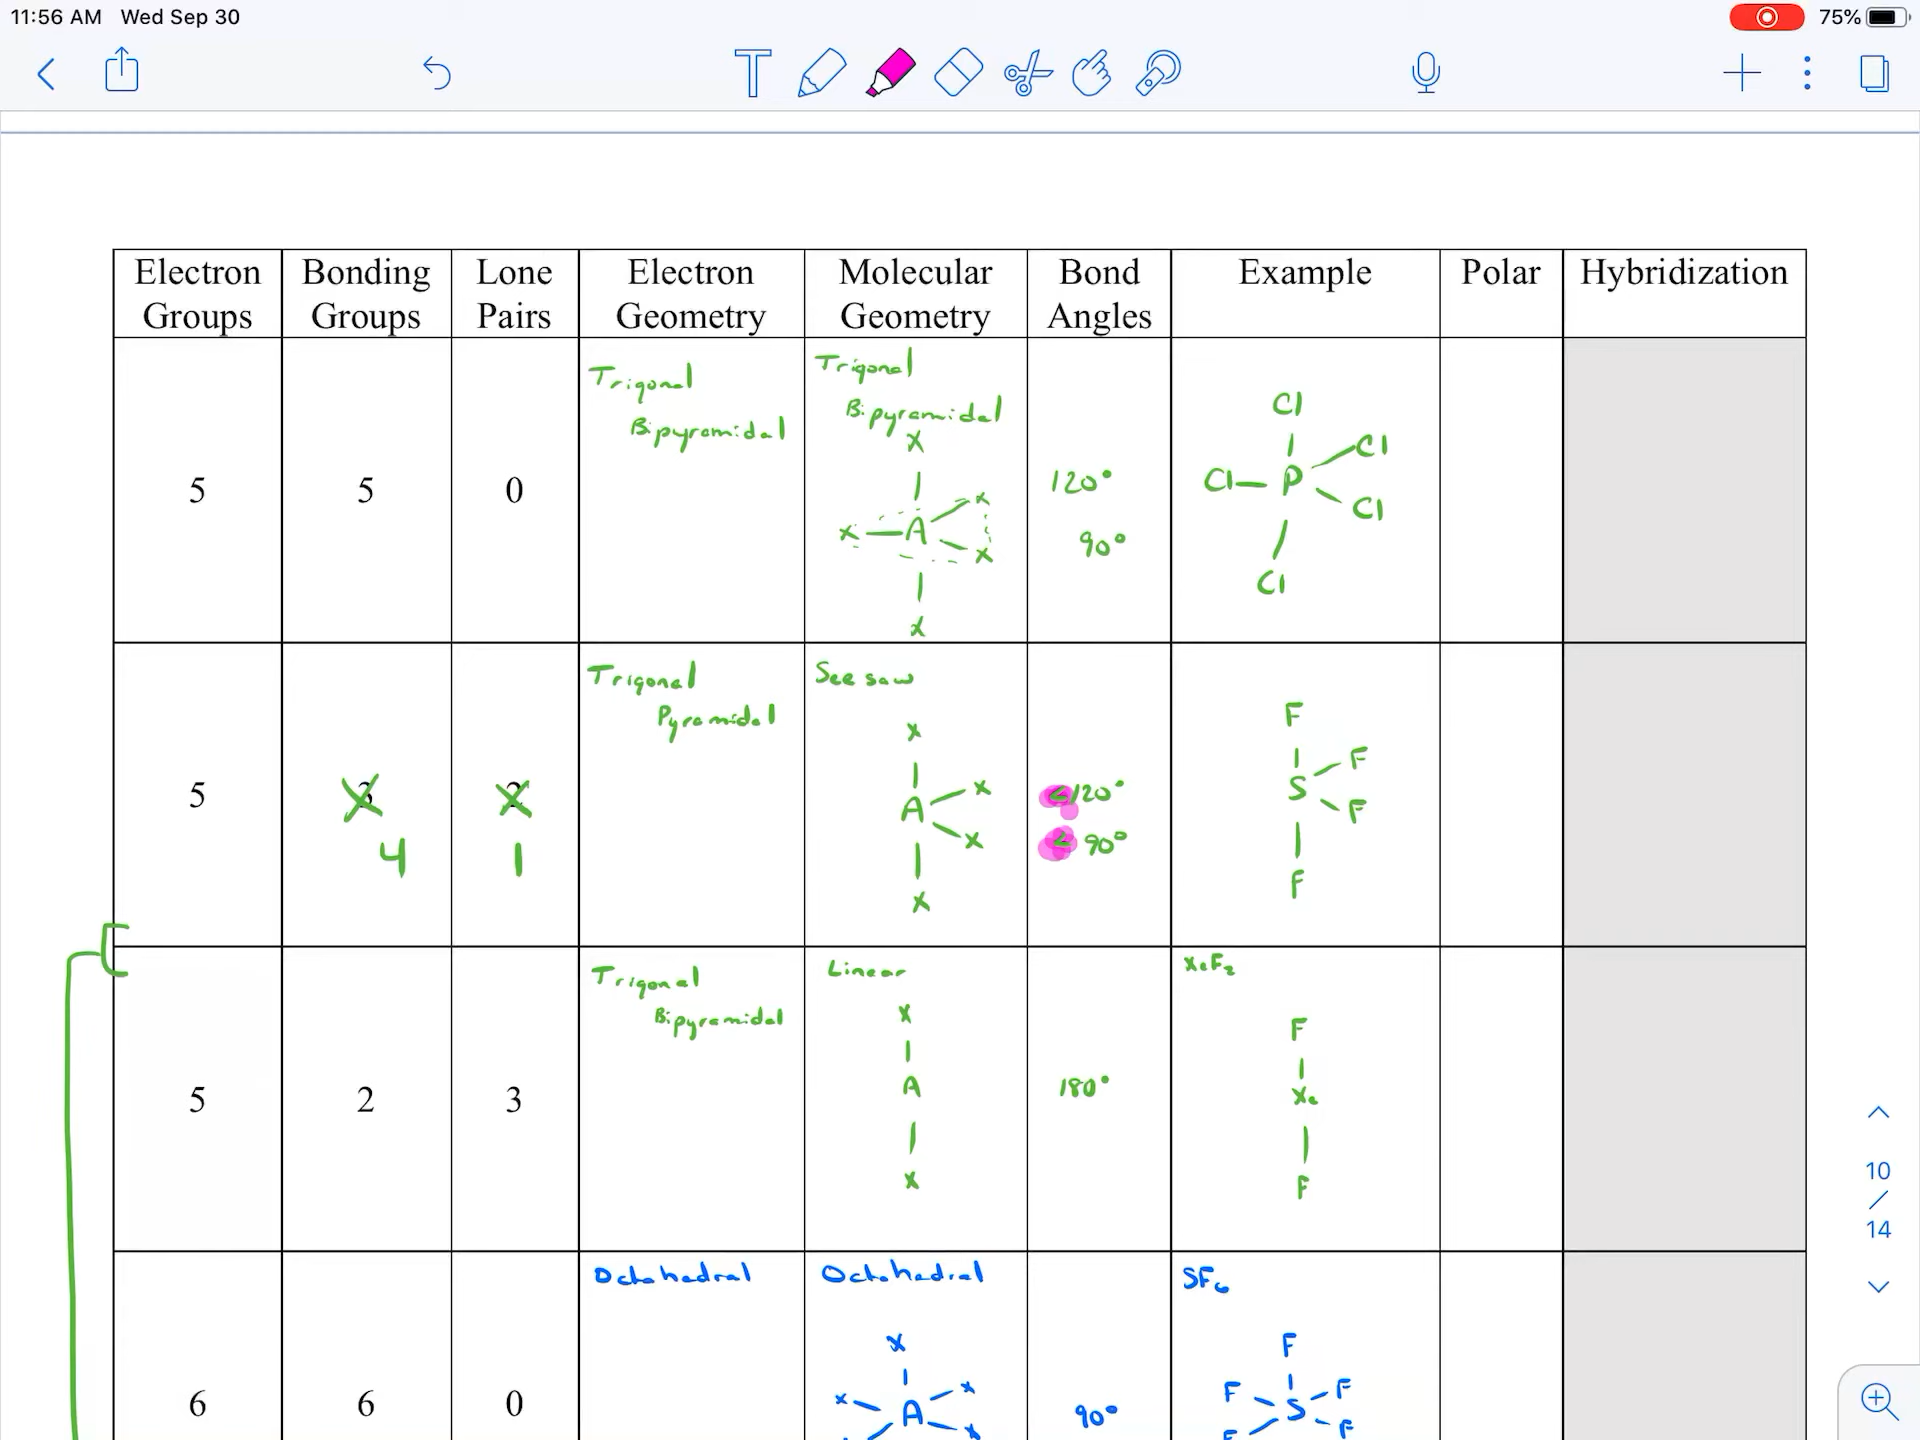 11:56 AM Wed Sep 30
75%
T
Electron Groups
Bonding Groups
Lone Pairs
Electron Geometry
Molecular Geometry
Bond Angles
Example
Polar
Hybridization
5
5
0
Trigonal
Bipyramidal
Trigonal
Bipyramidal
X
X
X — A
X
X
120°
90°
Cl
Cl
Cl — P
Cl
Cl
5
3
4
2
1
Trigonal
Pyramidal
See saw
X
X
A
X
X
<120°
< 90°
F
F
S
F
F
5
2
3
Trigonal
Bipyramidal
Linear
X
A
X
180°
XeF2
F
Xe
F
10
/
14
6
6
0
Octahedral
Octahedral
X
X X
A
X
90°
SF6
F
F F
S
F F